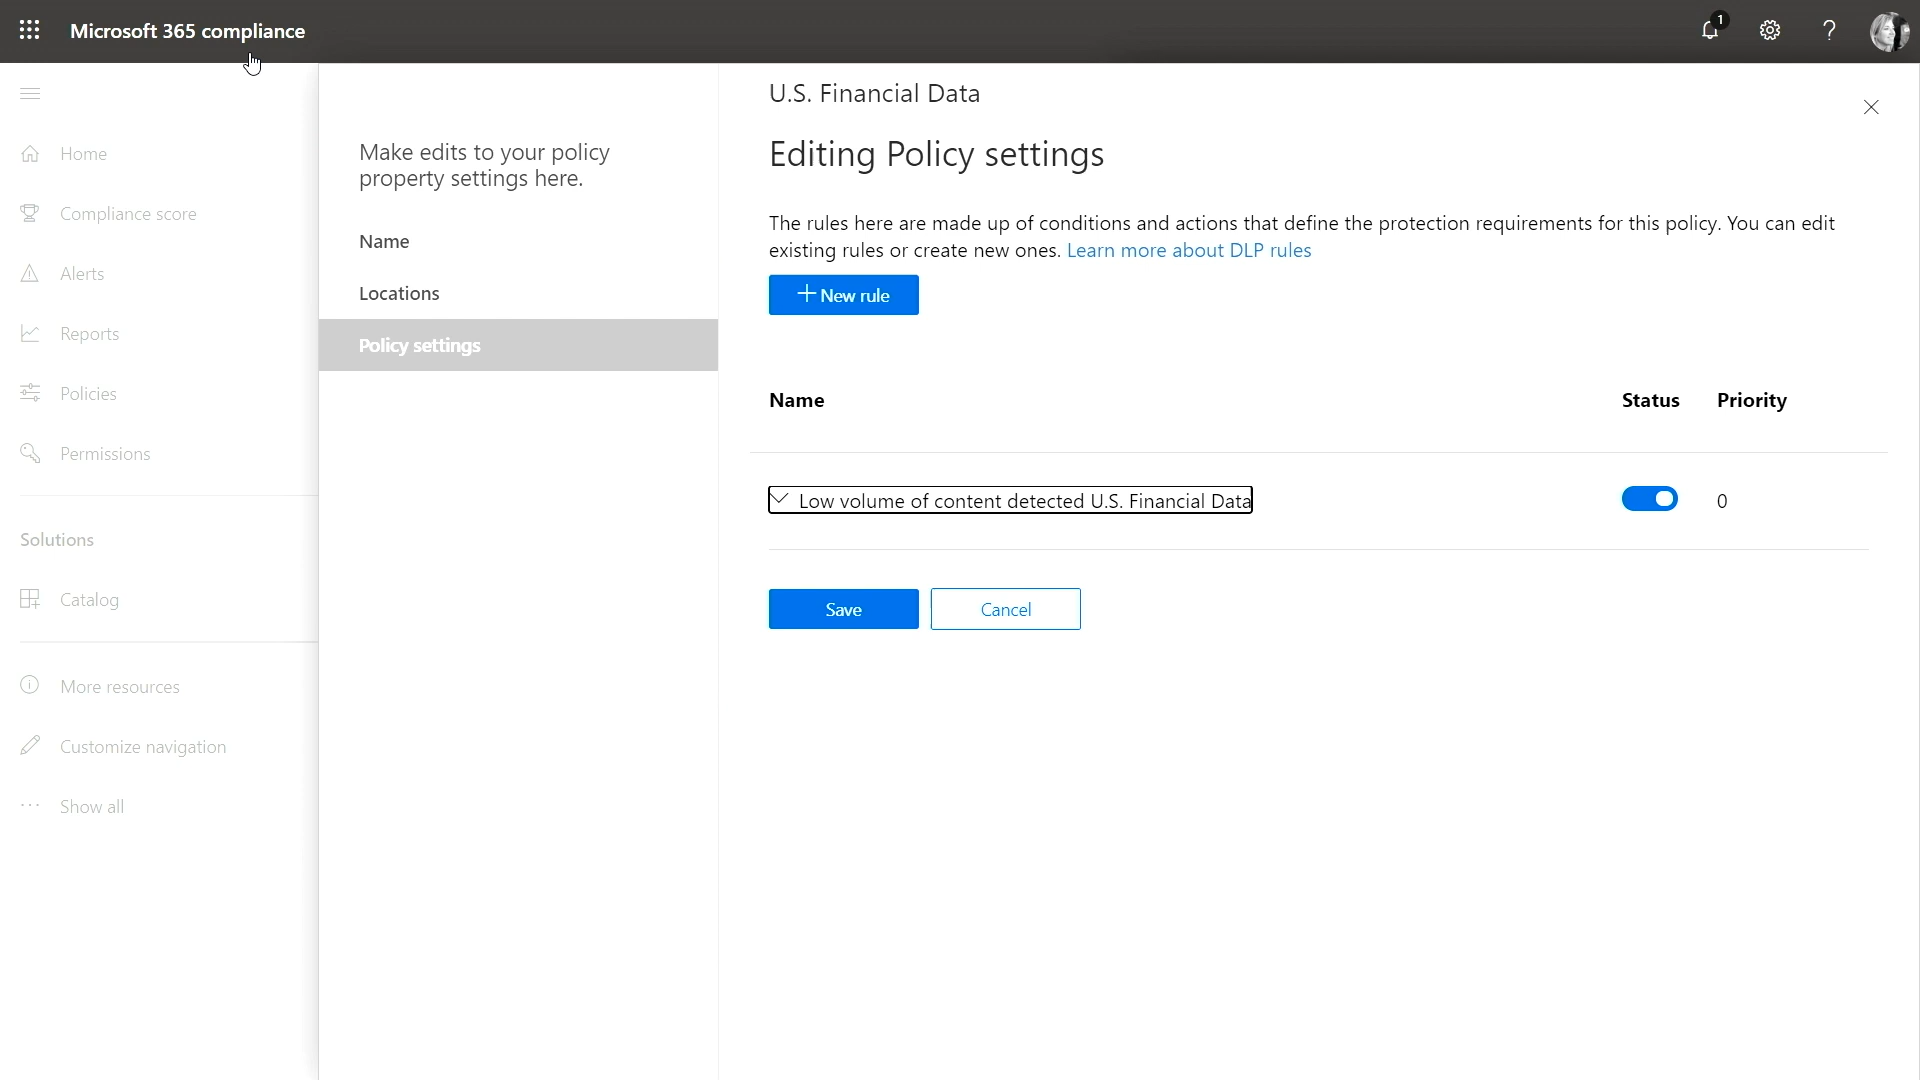 Microsoft 365 compliance
1
?
Home
Compliance score
Alerts
Reports
Policies
Permissions
Solutions
Catalog
More resources
Customize navigation
Show all
Make edits to your policy
property settings here.
Name
Locations
Policy settings
U.S. Financial Data
Editing Policy settings
The rules here are made up of conditions and actions that define the protection requirements for this policy. You can edit
existing rules or create new ones. Learn more about DLP rules
New rule
Name Status Priority
Low volume of content detected U.S. Financial Data 0
Save Cancel